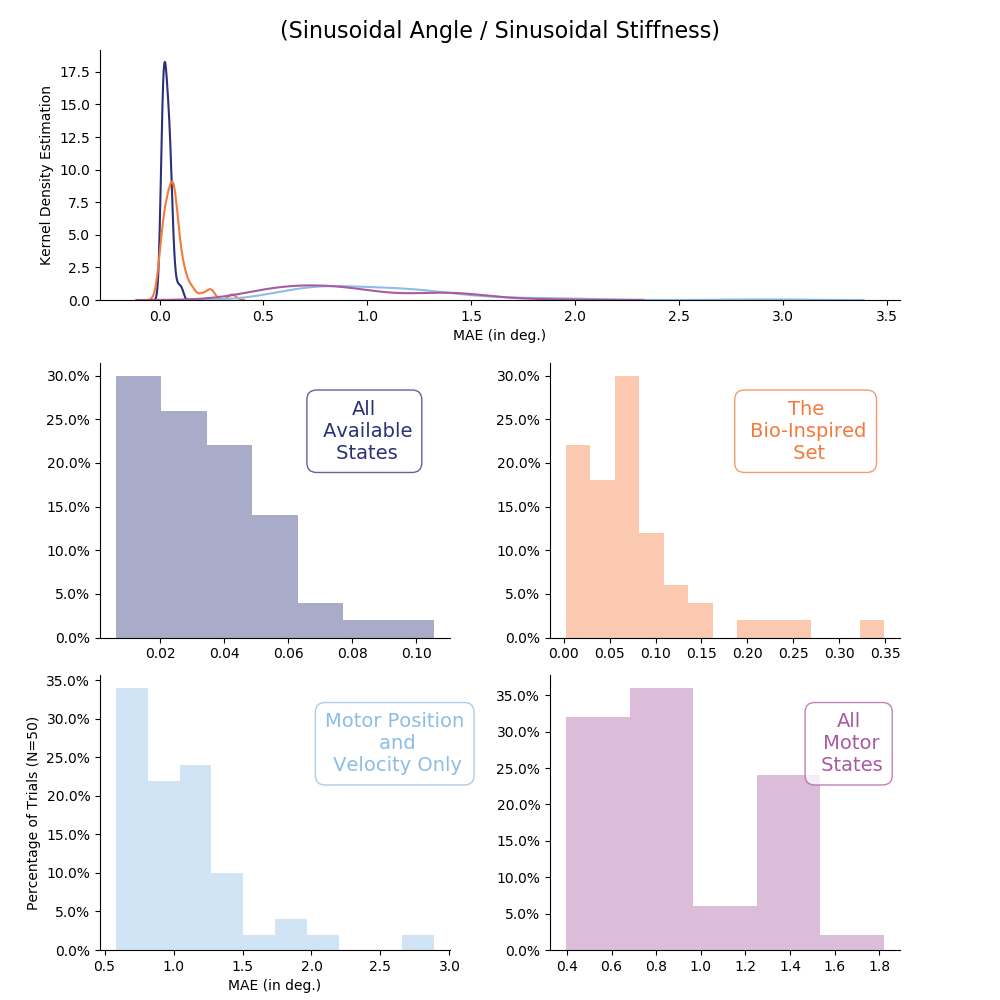 (Sinusoidal Angle / Sinusoidal Stiffness)
Kernel Density Estimation
17.5
15.0
12.5
10.0
7.5
5.0
2.5
0.0
0.0 0.5 1.0 1.5 2.0 2.5 3.0 3.5
MAE (in deg.)
30.0%
25.0%
20.0%
15.0%
10.0%
5.0%
0.0%
All
Available
States
0.02 0.04 0.06 0.08 0.10
30.0%
25.0%
20.0%
15.0%
10.0%
5.0%
0.0%
The
Bio-Inspired
Set
0.00 0.05 0.10 0.15 0.20 0.25 0.30 0.35
Percentage of Trials (N=50)
35.0%
30.0%
25.0%
20.0%
15.0%
10.0%
5.0%
0.0%
Motor Position
and
Velocity Only
0.5 1.0 1.5 2.0 2.5 3.0
MAE (in deg.)
35.0%
30.0%
25.0%
20.0%
15.0%
10.0%
5.0%
0.0%
All
Motor
States
0.4 0.6 0.8 1.0 1.2 1.4 1.6 1.8